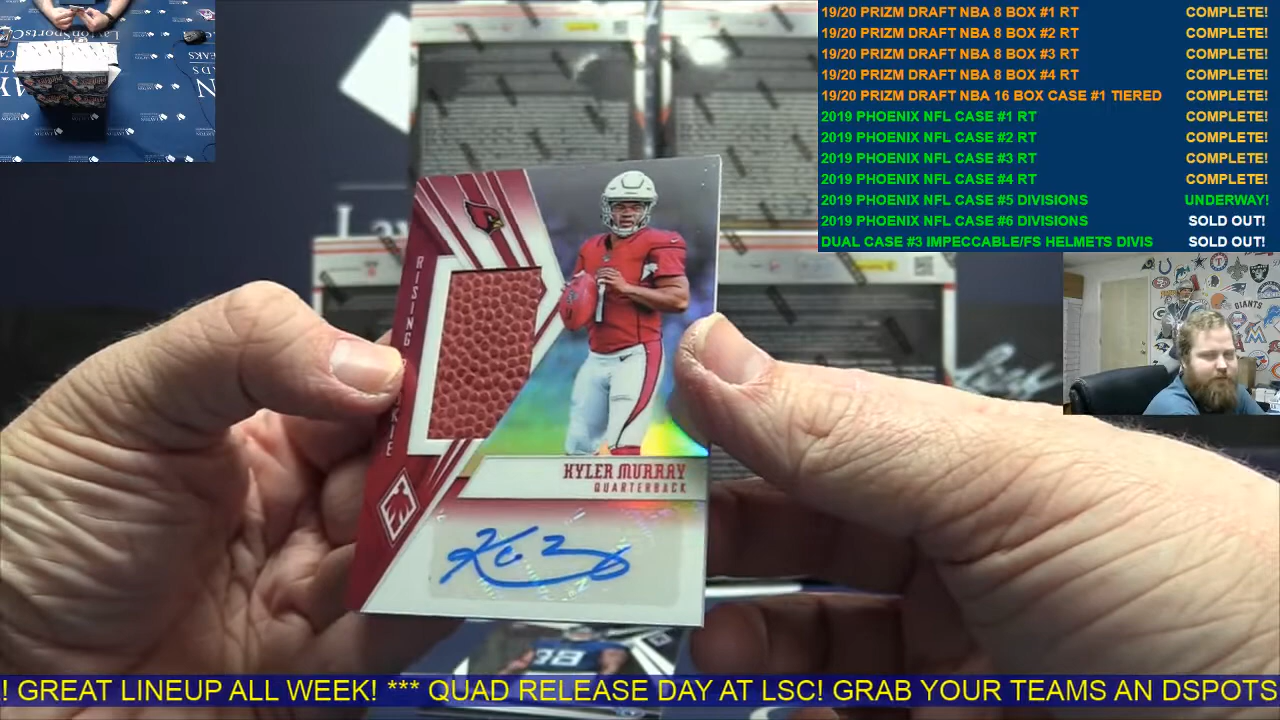 19/20 PRIZM DRAFT NBA 8 BOX #1 RT COMPLETE!
19/20 PRIZM DRAFT NBA 8 BOX #2 RT COMPLETE!
19/20 PRIZM DRAFT NBA 8 BOX #3 RT COMPLETE!
19/20 PRIZM DRAFT NBA 8 BOX #4 RT COMPLETE!
19/20 PRIZM DRAFT NBA 16 BOX CASE #1 TIERED COMPLETE!
2019 PHOENIX NFL CASE #1 RT COMPLETE!
2019 PHOENIX NFL CASE #2 RT COMPLETE!
2019 PHOENIX NFL CASE #3 RT COMPLETE!
2019 PHOENIX NFL CASE #4 RT COMPLETE!
2019 PHOENIX NFL CASE #5 DIVISIONS UNDERWAY!
2019 PHOENIX NFL CASE #6 DIVISIONS SOLD OUT!
DUAL CASE #3 IMPECCABLE/FS HELMETS DIVIS SOLD OUT!
GIANTS
RISING
KYLER MURRAY
QUARTERBACK
98
! GREAT LINEUP ALL WEEK! *** QUAD RELEASE DAY AT LSC! GRAB YOUR TEAMS AN DSPOTS